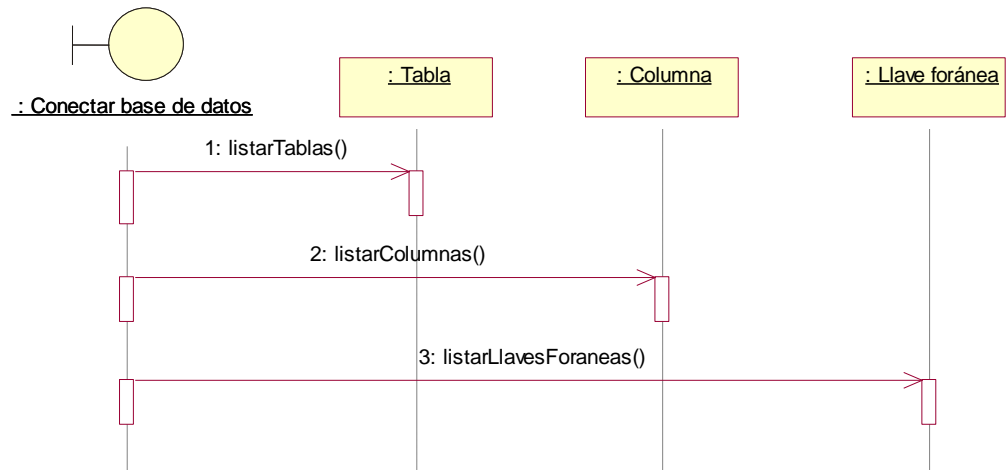 : Conectar base de datos
: Tabla
: Columna
: Llave foránea
1: listarTablas()
2: listarColumnas()
3: listarLlavesForaneas()